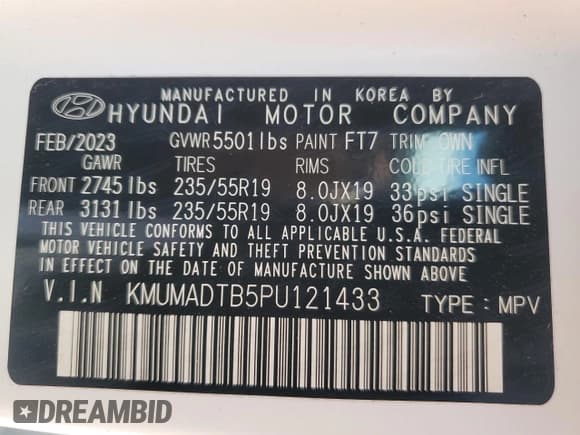 MANUFACTURED IN KOREA BY
HYUNDAI MOTOR COMPANY
FEB/2023 GVWR 5501lbs PAINT FT7 TRIM OWN
GAWR TIRES RIMS COLD TIRE INFL
FRONT 2745 lbs 235/55R19 8.0JX19 33psi SINGLE
REAR 3131 lbs 235/55R19 8.0JX19 36psi SINGLE
THIS VEHICLE CONFORMS TO ALL APPLICABLE U.S.A. FEDERAL
MOTOR VEHICLE SAFETY AND THEFT PREVENTION STANDARDS
IN EFFECT ON THE DATE OF MANUFACTURE SHOWN ABOVE.
V.I.N KMUMADTB5PU121433 TYPE : MPV
DREAMBID